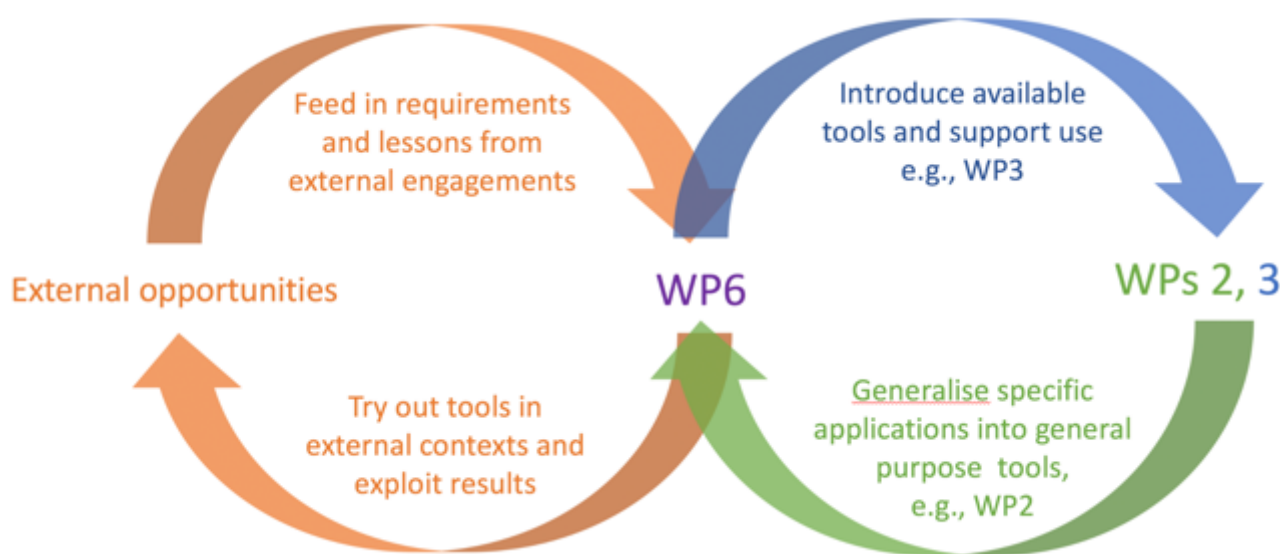 Feed in requirements
and lessons from
external engagements
Introduce available
tools and support use
e.g., WP3
External opportunities
WP6
WPs 2, 3
Try out tools in
external contexts and
exploit results
Generalise specific
applications into general
purpose tools,
e.g., WP2